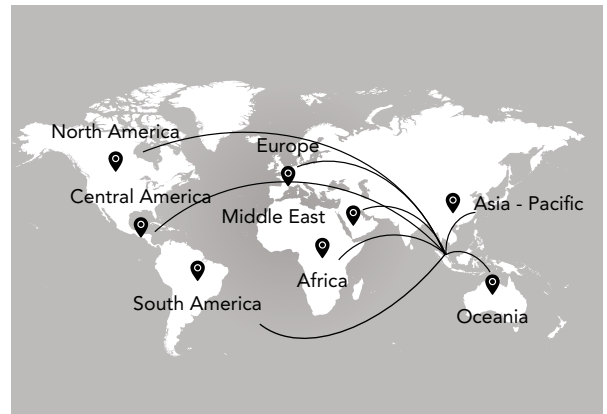 North America
Europe
Central America
Asia - Pacific
Middle East
Africa
South America
Oceania